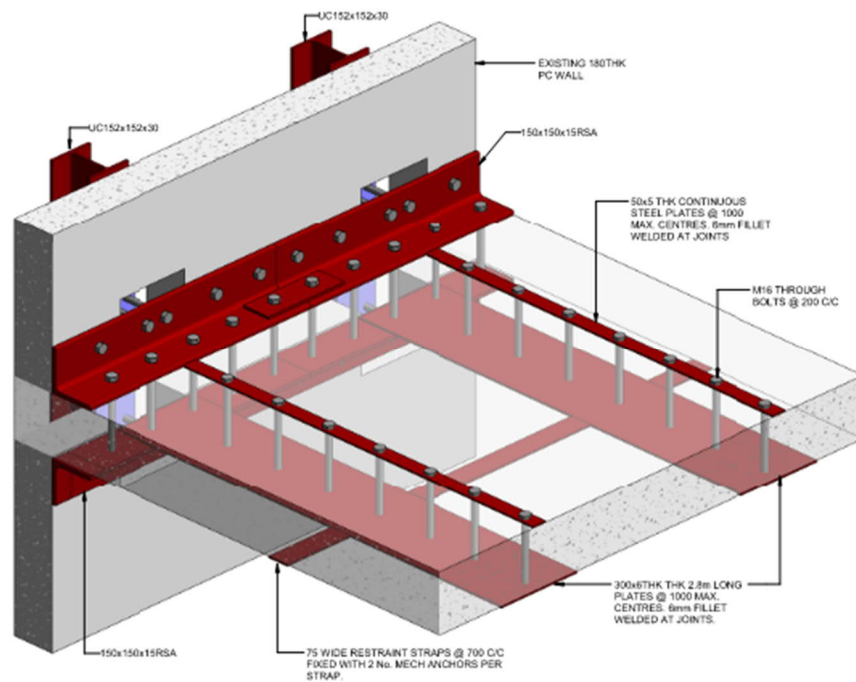 UC152x152x30
EXISTING 180THK
PC WALL
UC152x152x30
150x150x15RSA
50x5 THK CONTINUOUS
STEEL PLATES @ 1000
MAX. CENTRES. 6mm FILLET
WELDED AT JOINTS
M16 THROUGH
BOLTS @ 200 C/C
300x6THK THK 2.8m LONG
PLATES @ 1000 MAX.
CENTRES. 6mm FILLET
WELDED AT JOINTS.
150x150x15RSA
75 WIDE RESTRAINT STRAPS @ 700 C/C
FIXED WITH 2 No. MECH ANCHORS PER
STRAP.